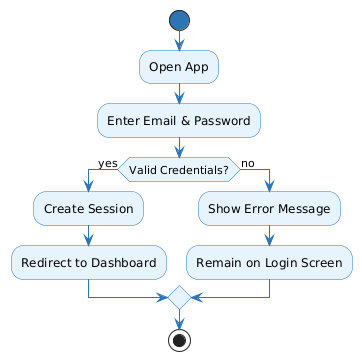 Open App
Enter Email & Password
yes
Valid Credentials?
no
Create Session
Show Error Message
Redirect to Dashboard
Remain on Login Screen